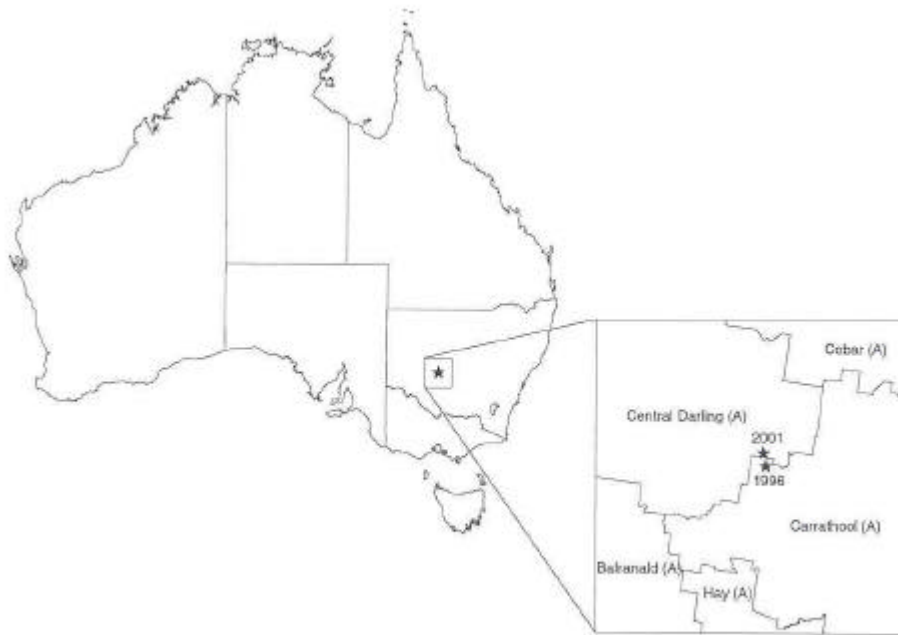 Cobar (A)
Central Darling (A)
2001
1996
Carrathool (A)
Balranald (A)
Hay (A)